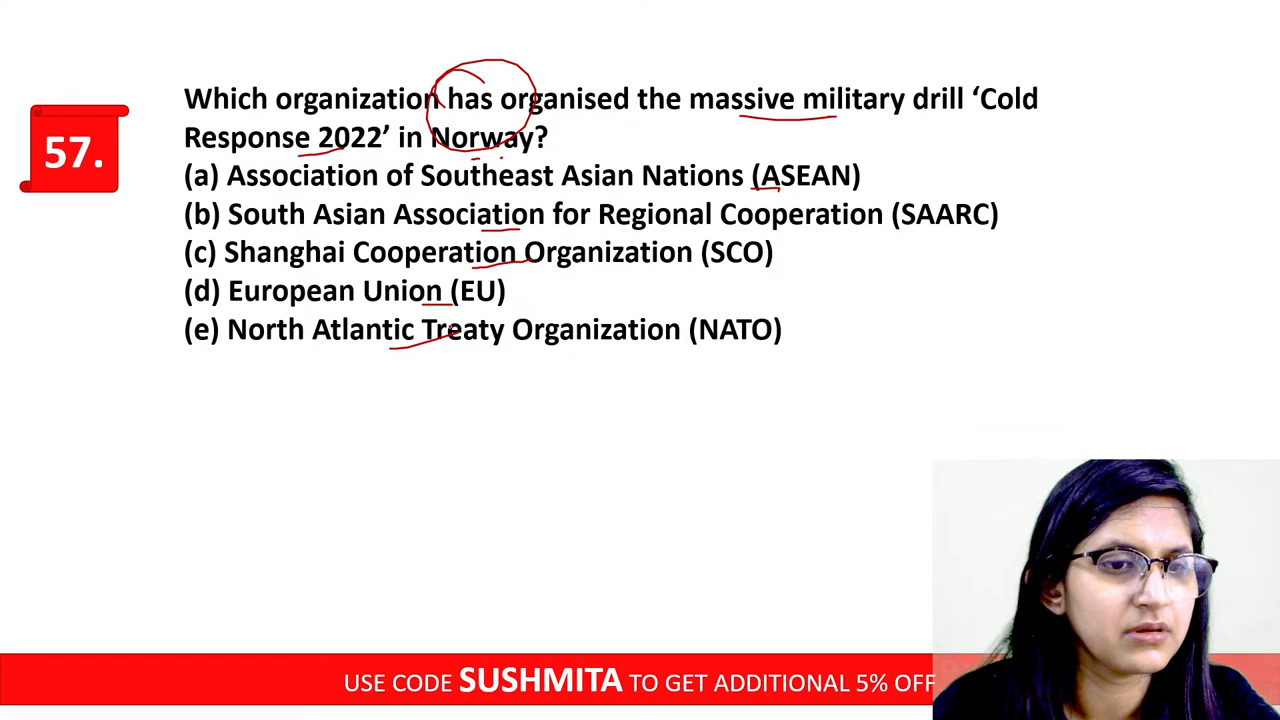 57.
Which organization has organised the massive military drill ‘Cold
Response 2022’ in Norway?
(a) Association of Southeast Asian Nations (ASEAN)
(b) South Asian Association for Regional Cooperation (SAARC)
(c) Shanghai Cooperation Organization (SCO)
(d) European Union (EU)
(e) North Atlantic Treaty Organization (NATO)
USE CODE SUSHMITA TO GET ADDITIONAL 5% OFF